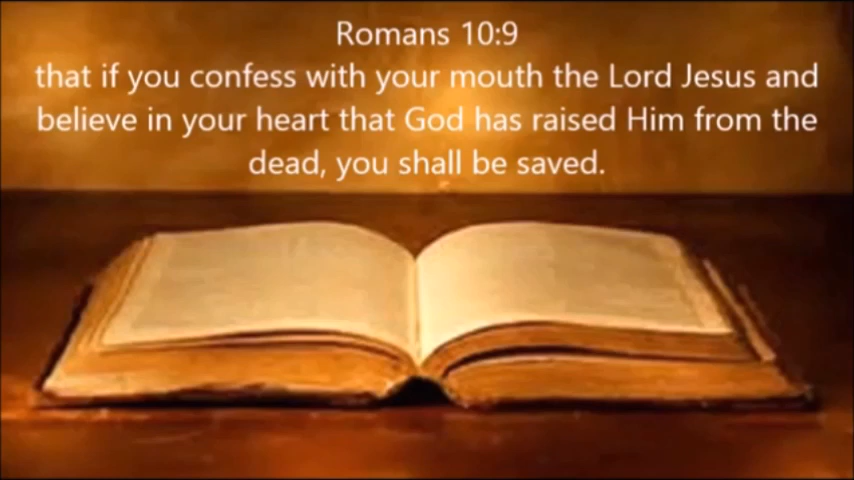 Romans 10:9
that if you confess with your mouth the Lord Jesus and
believe in your heart that God has raised Him from the
dead, you shall be saved.